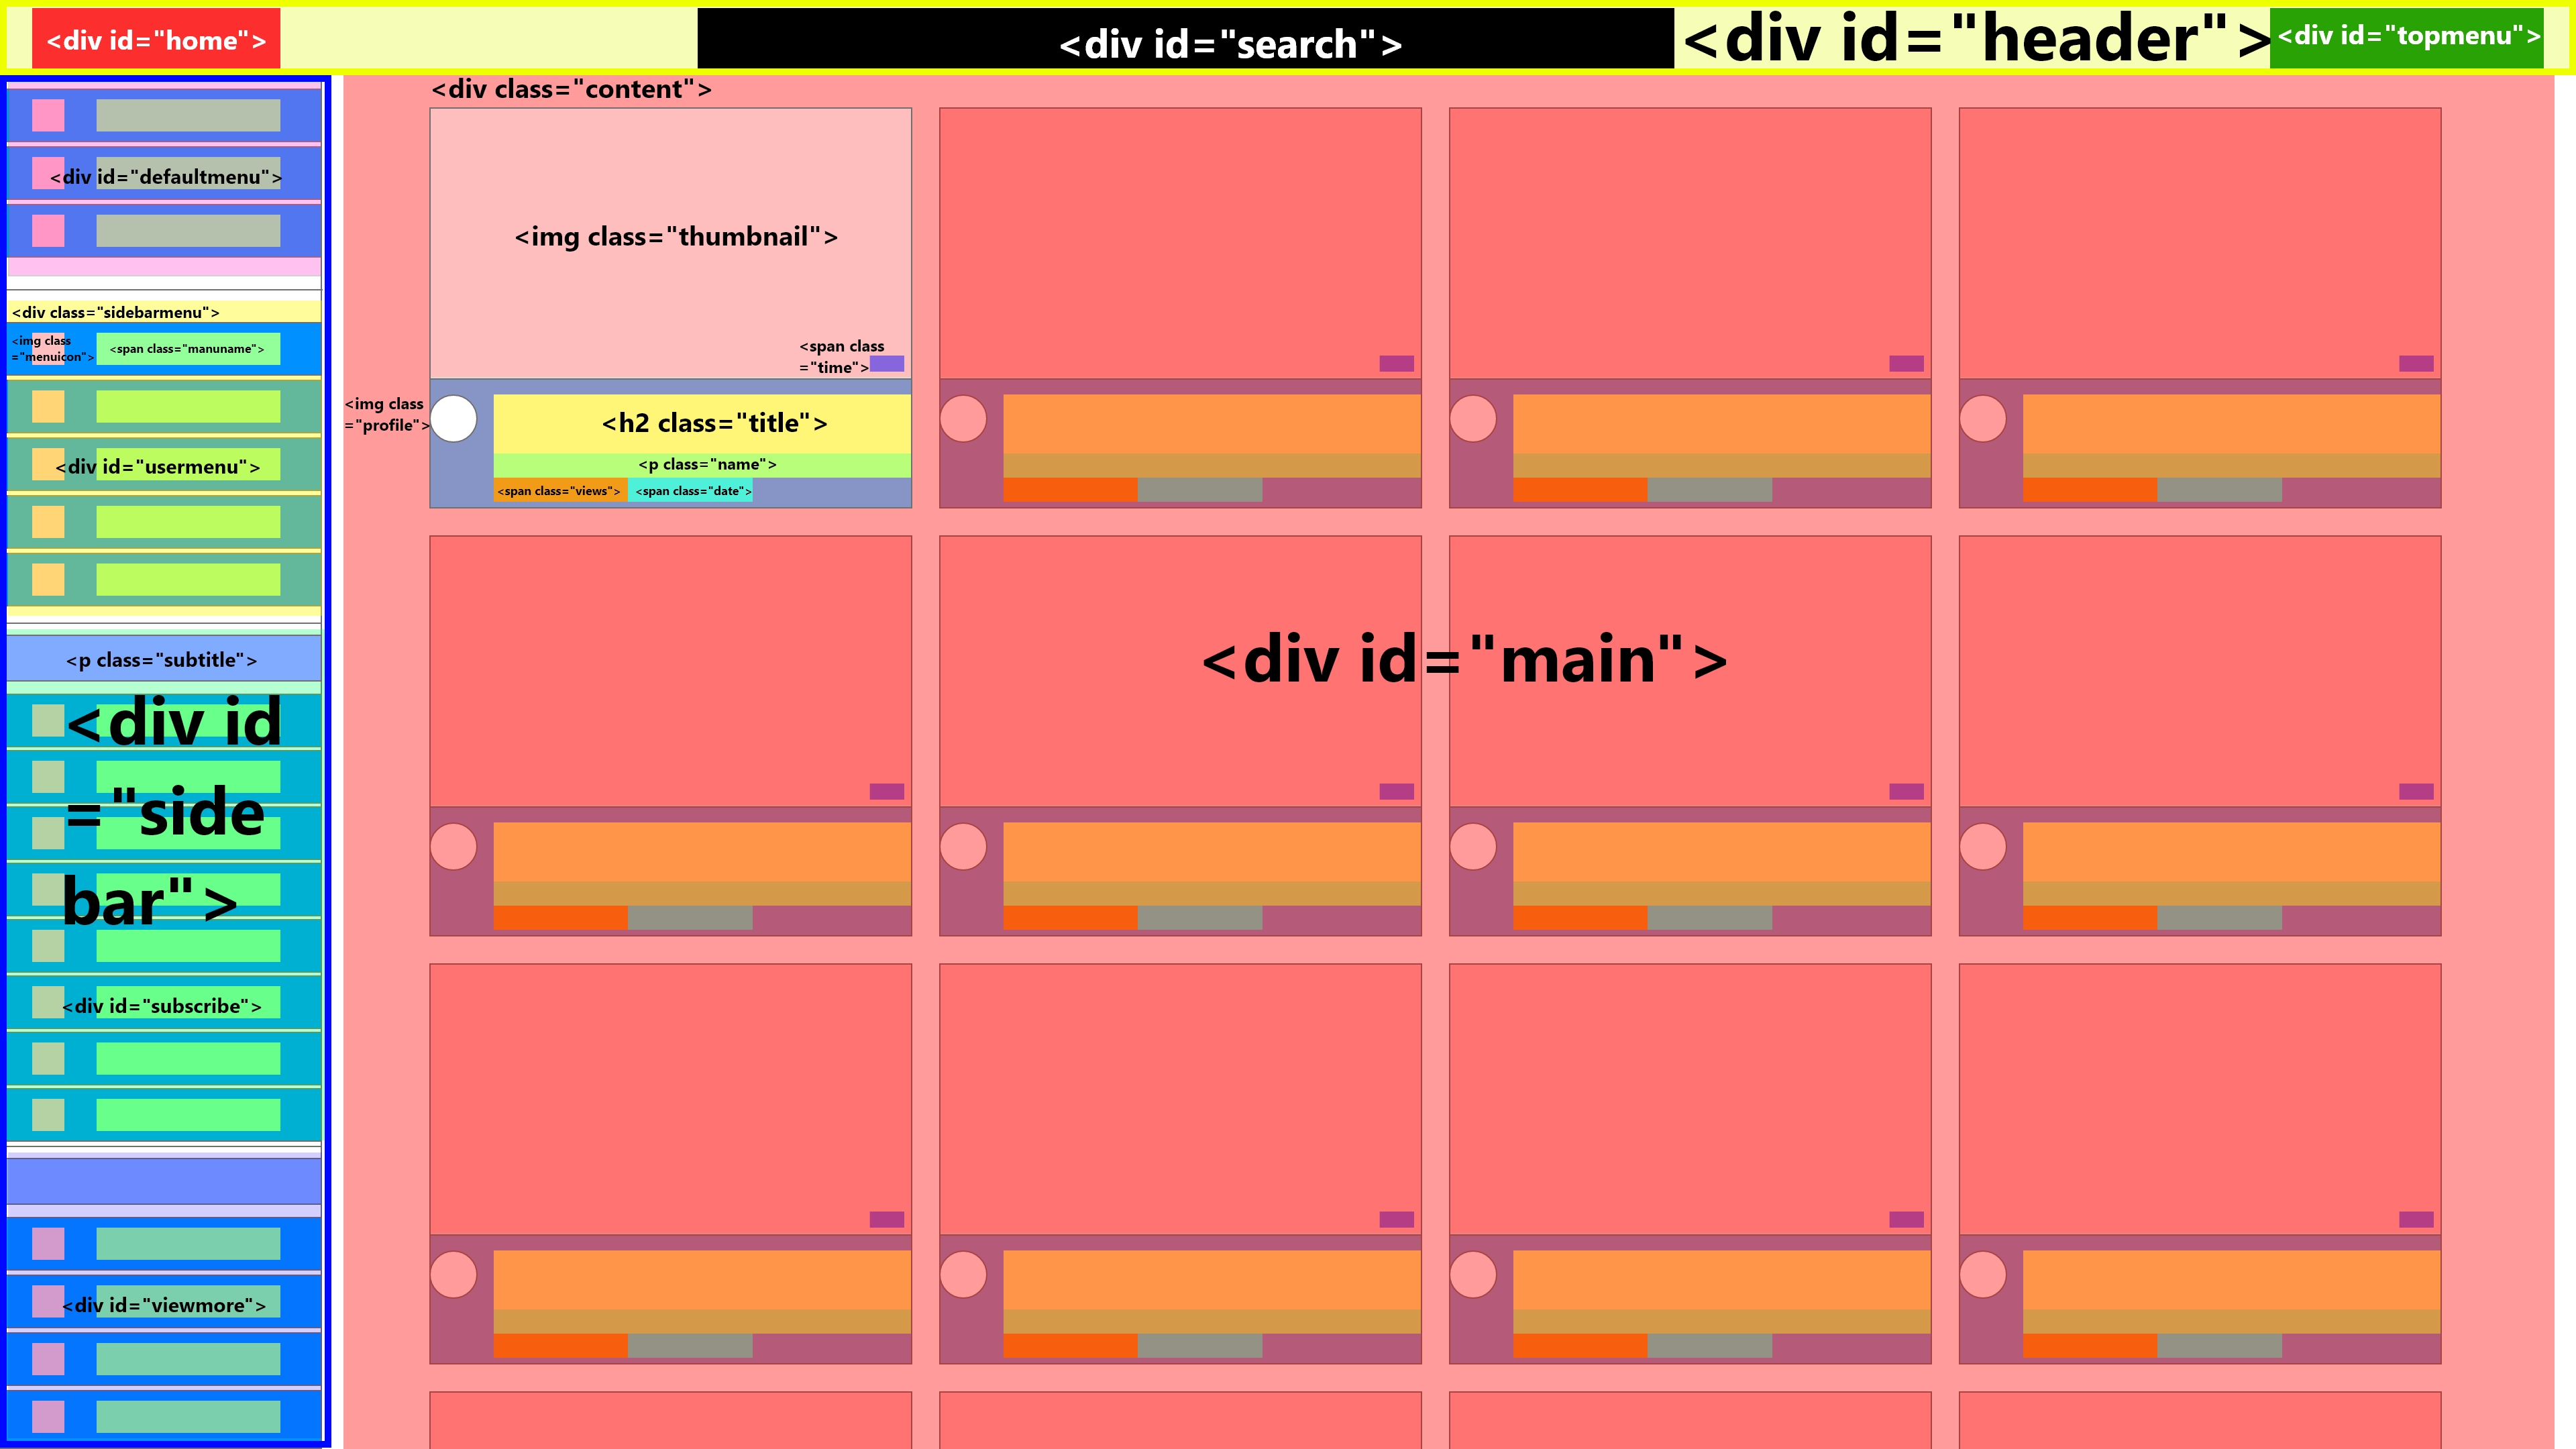 <div id="home">
<div id="search">
<div id="header">
<div id="topmenu">
<div class="content">
<div id="defaultmenu">
<img class="thumbnail">
<div class="sidebarmenu">
<img class
="menuicon">
<span class="manuname">
<span class
="time">
<img class
="profile">
<h2 class="title">
<p class="name">
<span class="views">
<span class="date">
<div id="usermenu">
<p class="subtitle">
<div id="main">
<div id
="side
bar">
<div id="subscribe">
<div id="viewmore">